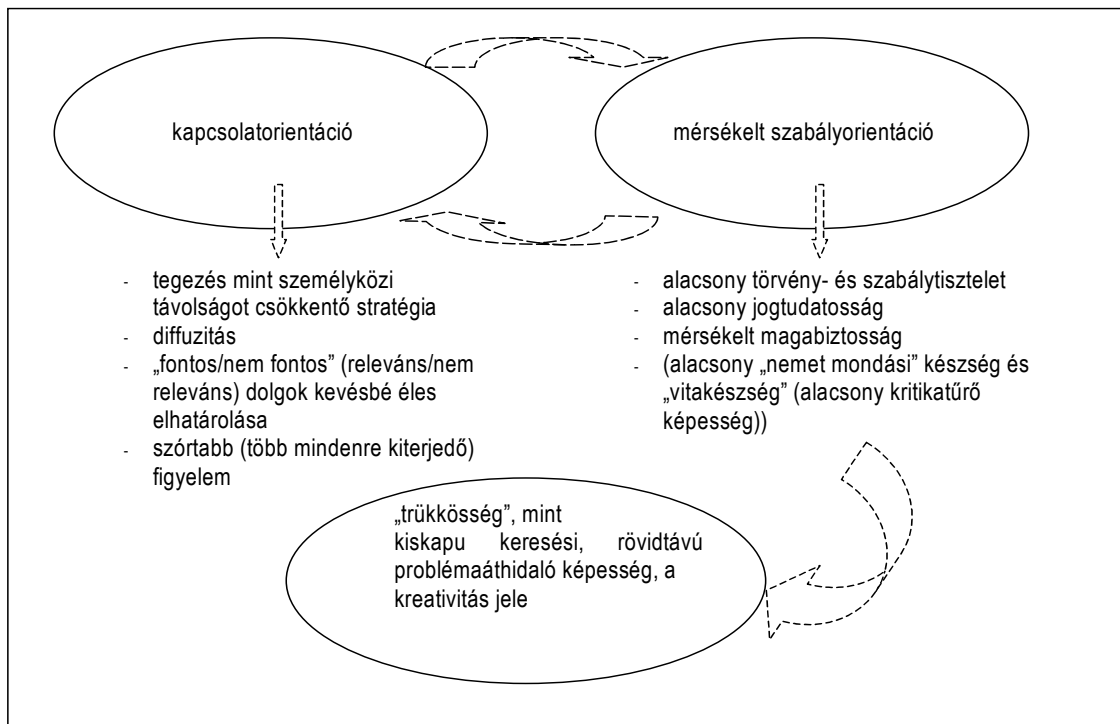 kapcsolatorientáció
mérsékelt szabályorientáció
- tegezés mint személyközi
távolságot csökkentő stratégia
- diffuzitás
- „fontos/nem fontos” (releváns/nem
releváns) dolgok kevésbé éles
elhatárolása
- szórtabb (több mindenre kiterjedő)
figyelem
- alacsony törvény- és szabálytisztelet
- alacsony jogtudatosság
- mérsékelt magabiztosság
- (alacsony „nemet mondási” készség és
„vitakészség” (alacsony kritikatűrő
képesség))
„trükkösség”, mint
kiskapu keresési, rövidtávú
problémaáthidaló képesség, a
kreativitás jele